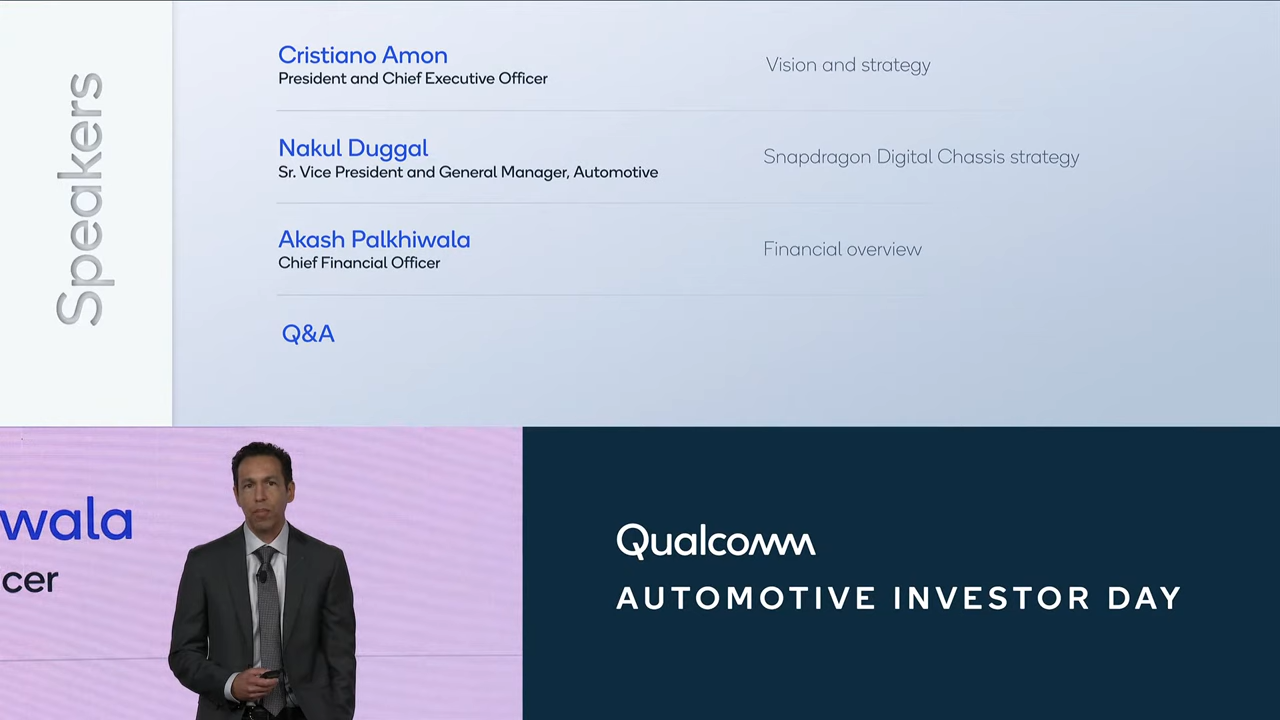 Speakers
Cristiano Amon
President and Chief Executive Officer
Vision and strategy
Nakul Duggal
Sr. Vice President and General Manager, Automotive
Snapdragon Digital Chassis strategy
Akash Palkhiwala
Chief Financial Officer
Financial overview
Q&A
wala
cer
Qualcomm
AUTOMOTIVE INVESTOR DAY